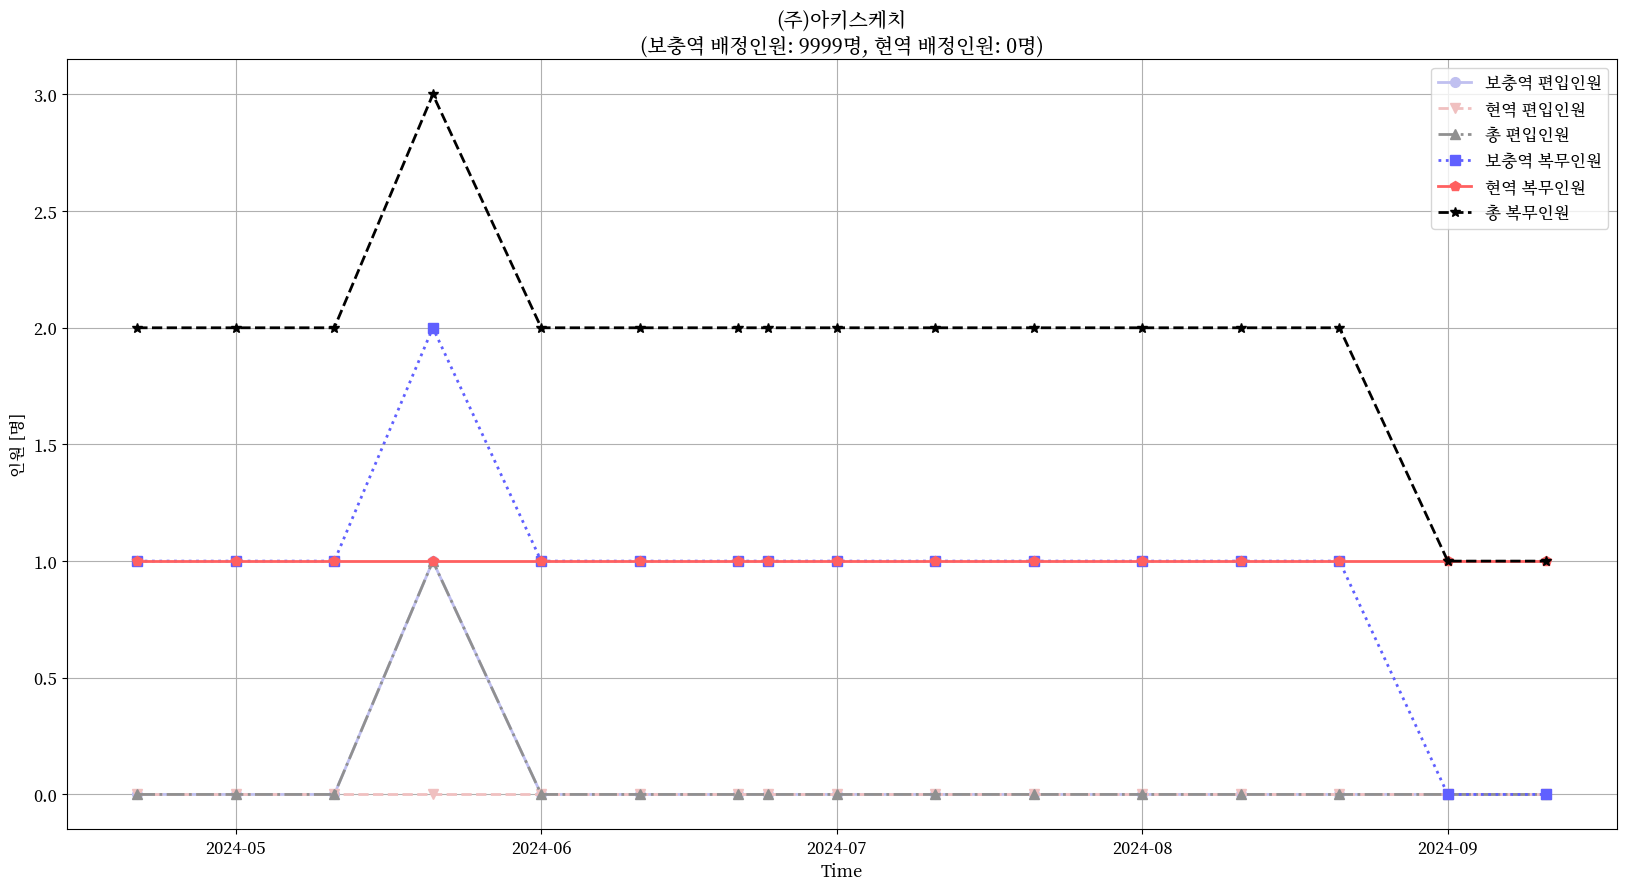 (주)아키스케치
(보충역 배정인원: 9999명, 현역 배정인원: 0명)
보충역 편입인원
현역 편입인원
총 편입인원
보충역 복무인원
현역 복무인원
총 복무인원
인원 [명]
3.0
2.5
2.0
1.5
1.0
0.5
0.0
2024-05
2024-06
2024-07
2024-08
2024-09
Time